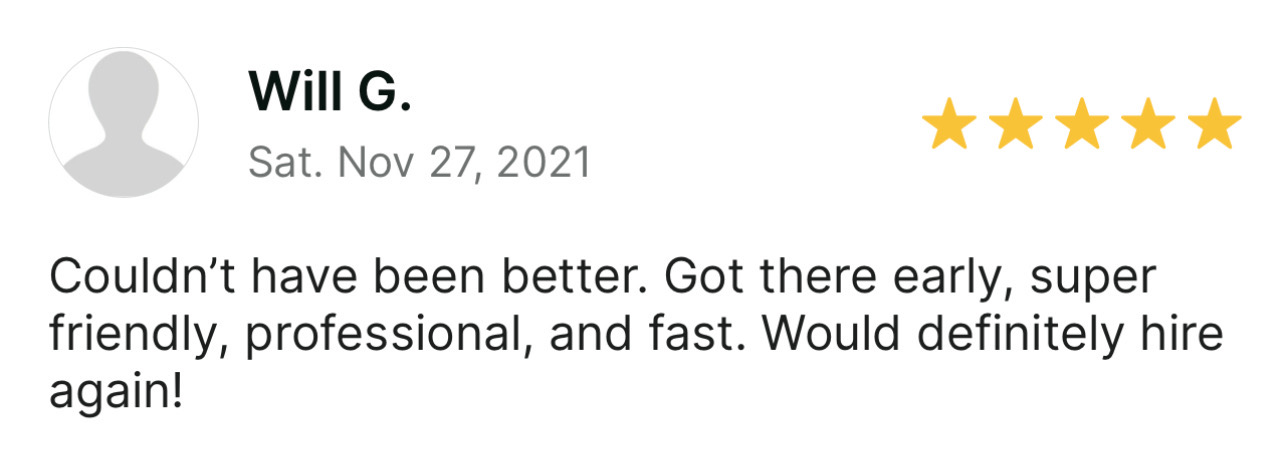 Will G.
Sat. Nov 27, 2021
Couldn’t have been better. Got there early, super
friendly, professional, and fast. Would definitely hire
again!